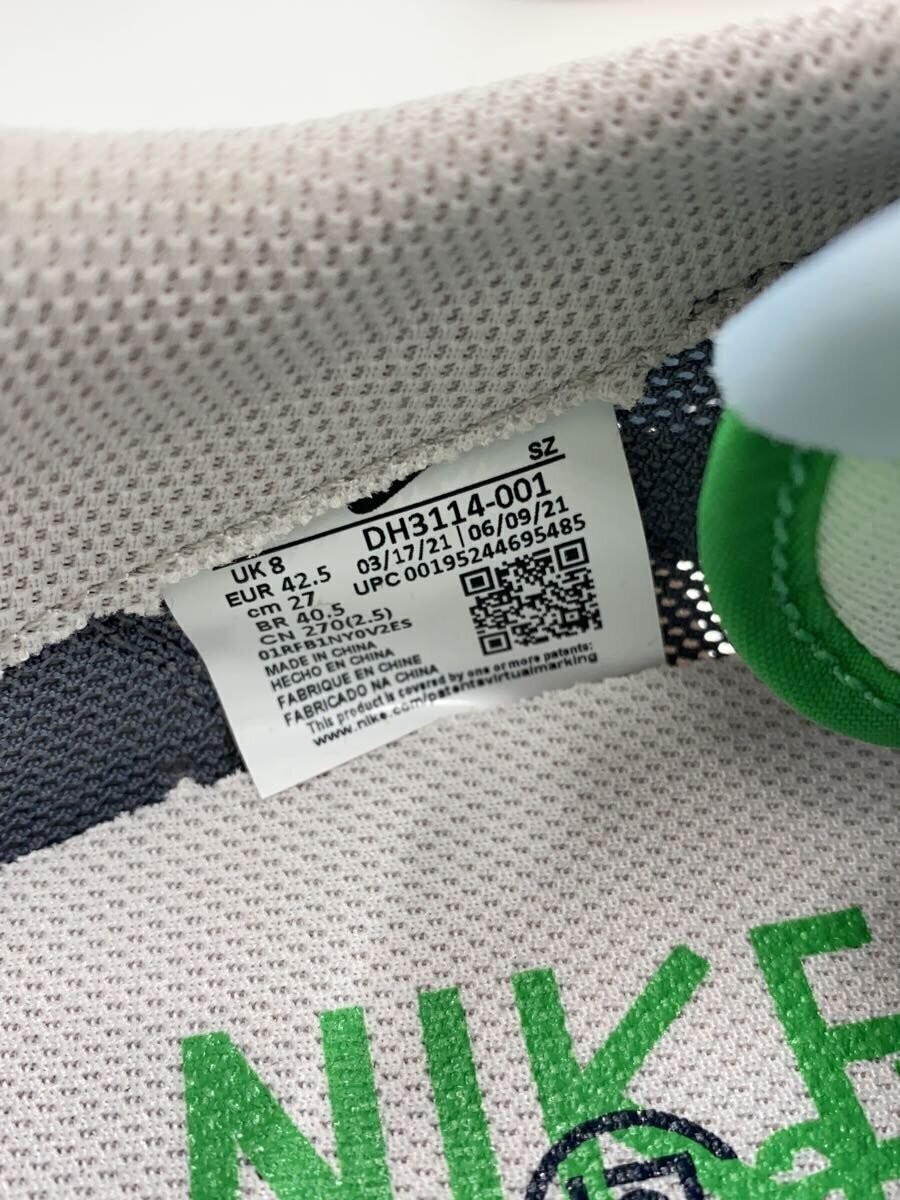 SZ
UK 8
EUR 42.5
cm 27
BR 40.5
CN 270(2.5)
01RFB1NY0V2ES
DH3114-001
03/17/21 | 06/09/21
UPC 00195244695485
MADE IN CHINA
HECHO EN CHINA
FABRIQUE EN CHINE
FABRICADO NA CHINA
This product is covered by one or more patents:
www.nike.com/patentsvirtualmarking
NIKE